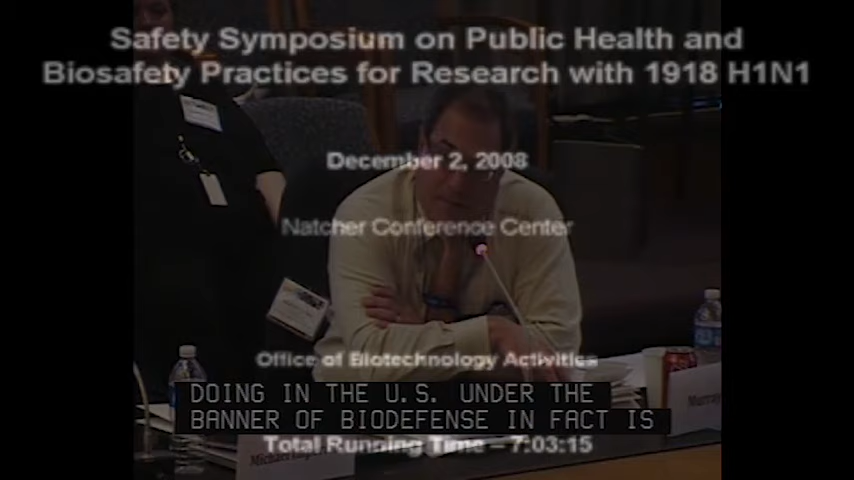 Safety Symposium on Public Health and
Biosafety Practices for Research with 1918 H1N1
December 2, 2008
Natcher Conference Center
Office of Biotechnology Activities
DOING IN THE U.S. UNDER THE
BANNER OF BIODEFENSE IN FACT IS
Total Running Time – 7:03:15
Murray
Michael